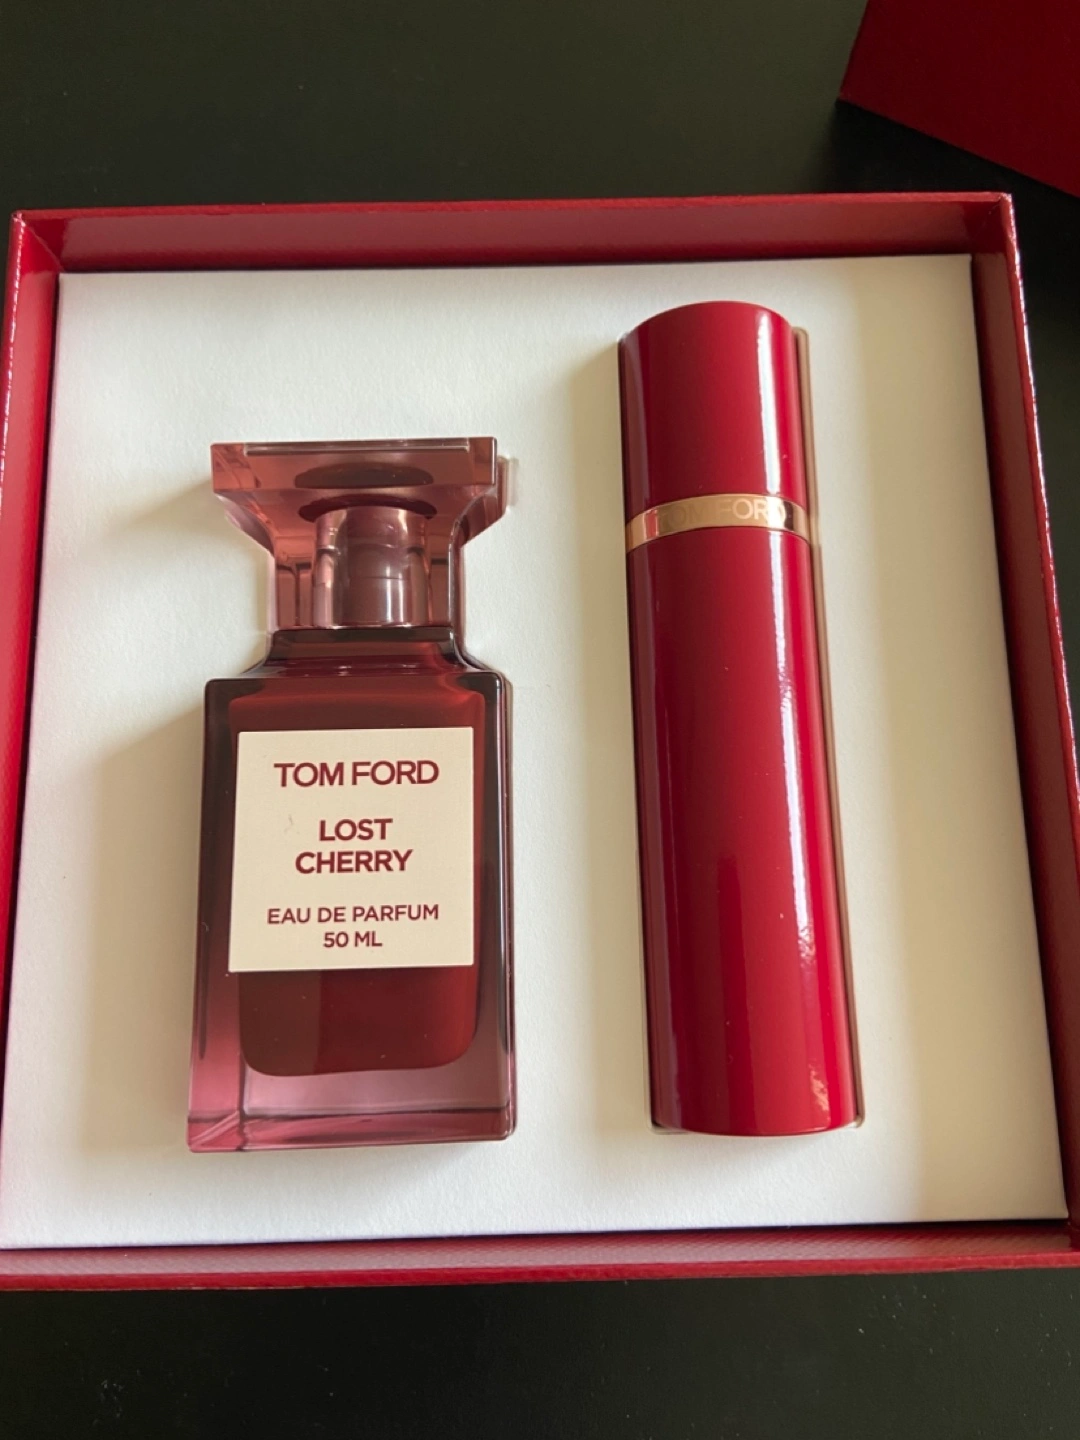 TOM FORD
LOST
CHERRY
EAU DE PARFUM
50 ML
TOM FORD